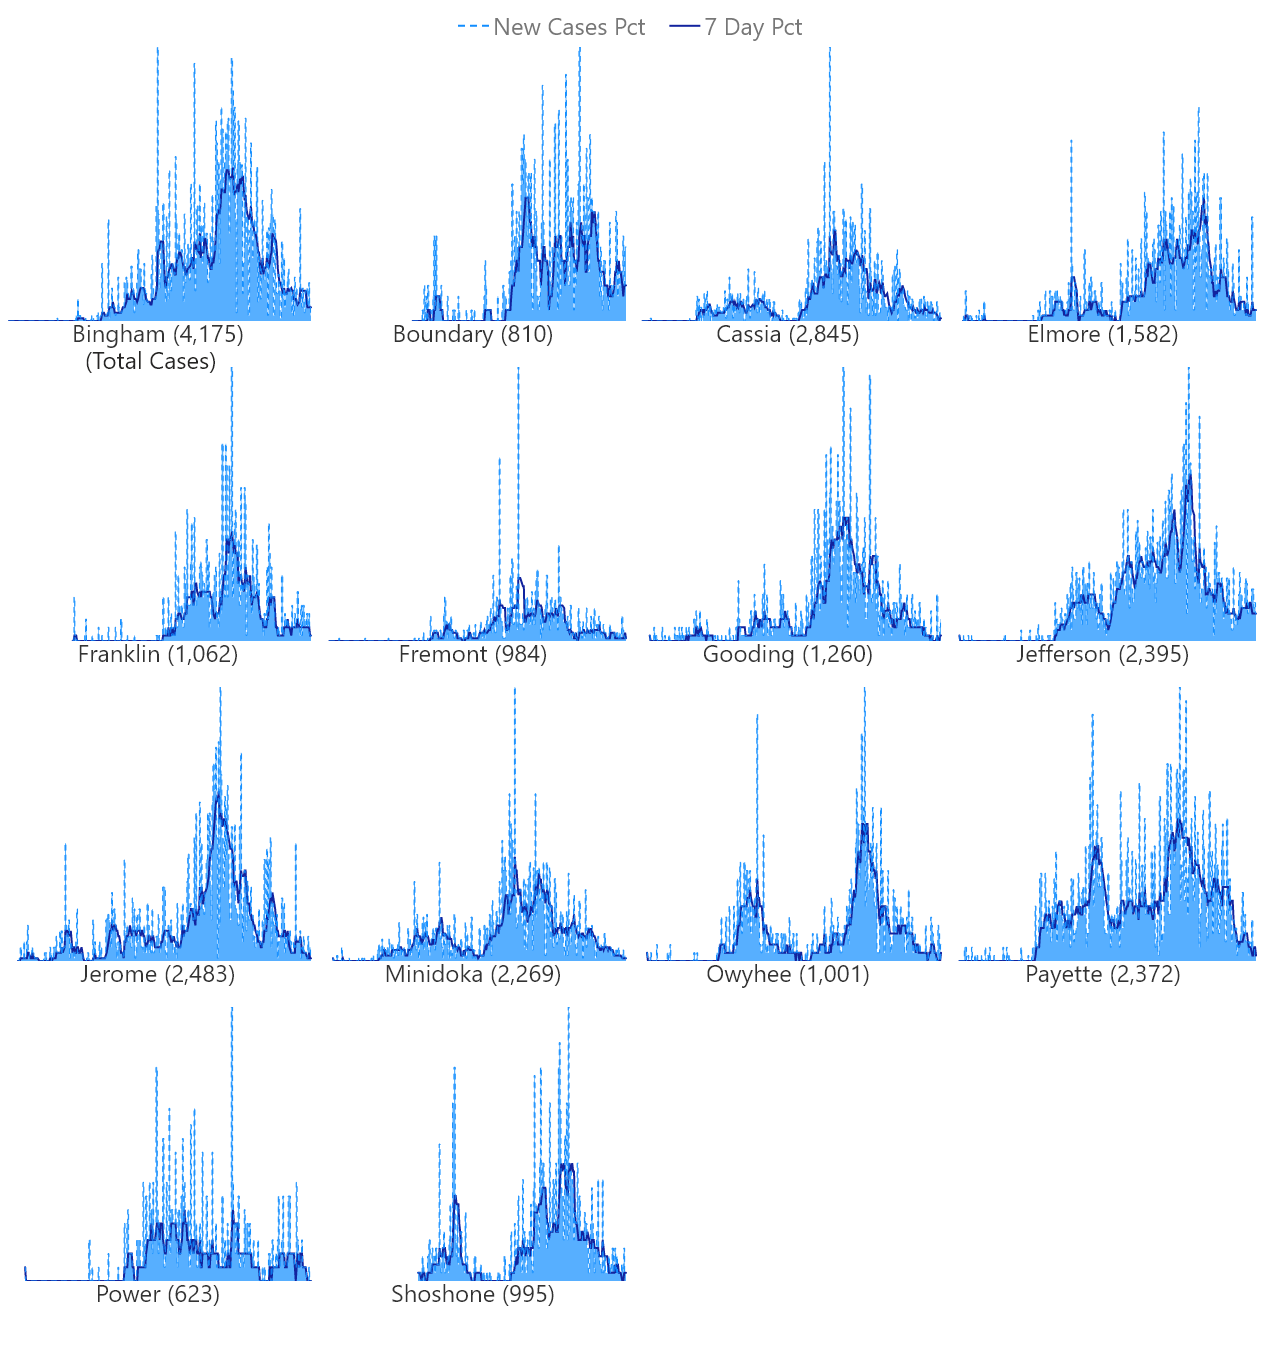 New Cases Pct 7 Day Pct
Bingham (4,175)
(Total Cases)
Boundary (810)
Cassia (2,845)
Elmore (1,582)
Franklin (1,062)
Fremont (984)
Gooding (1,260)
Jefferson (2,395)
Jerome (2,483)
Minidoka (2,269)
Owyhee (1,001)
Payette (2,372)
Power (623)
Shoshone (995)